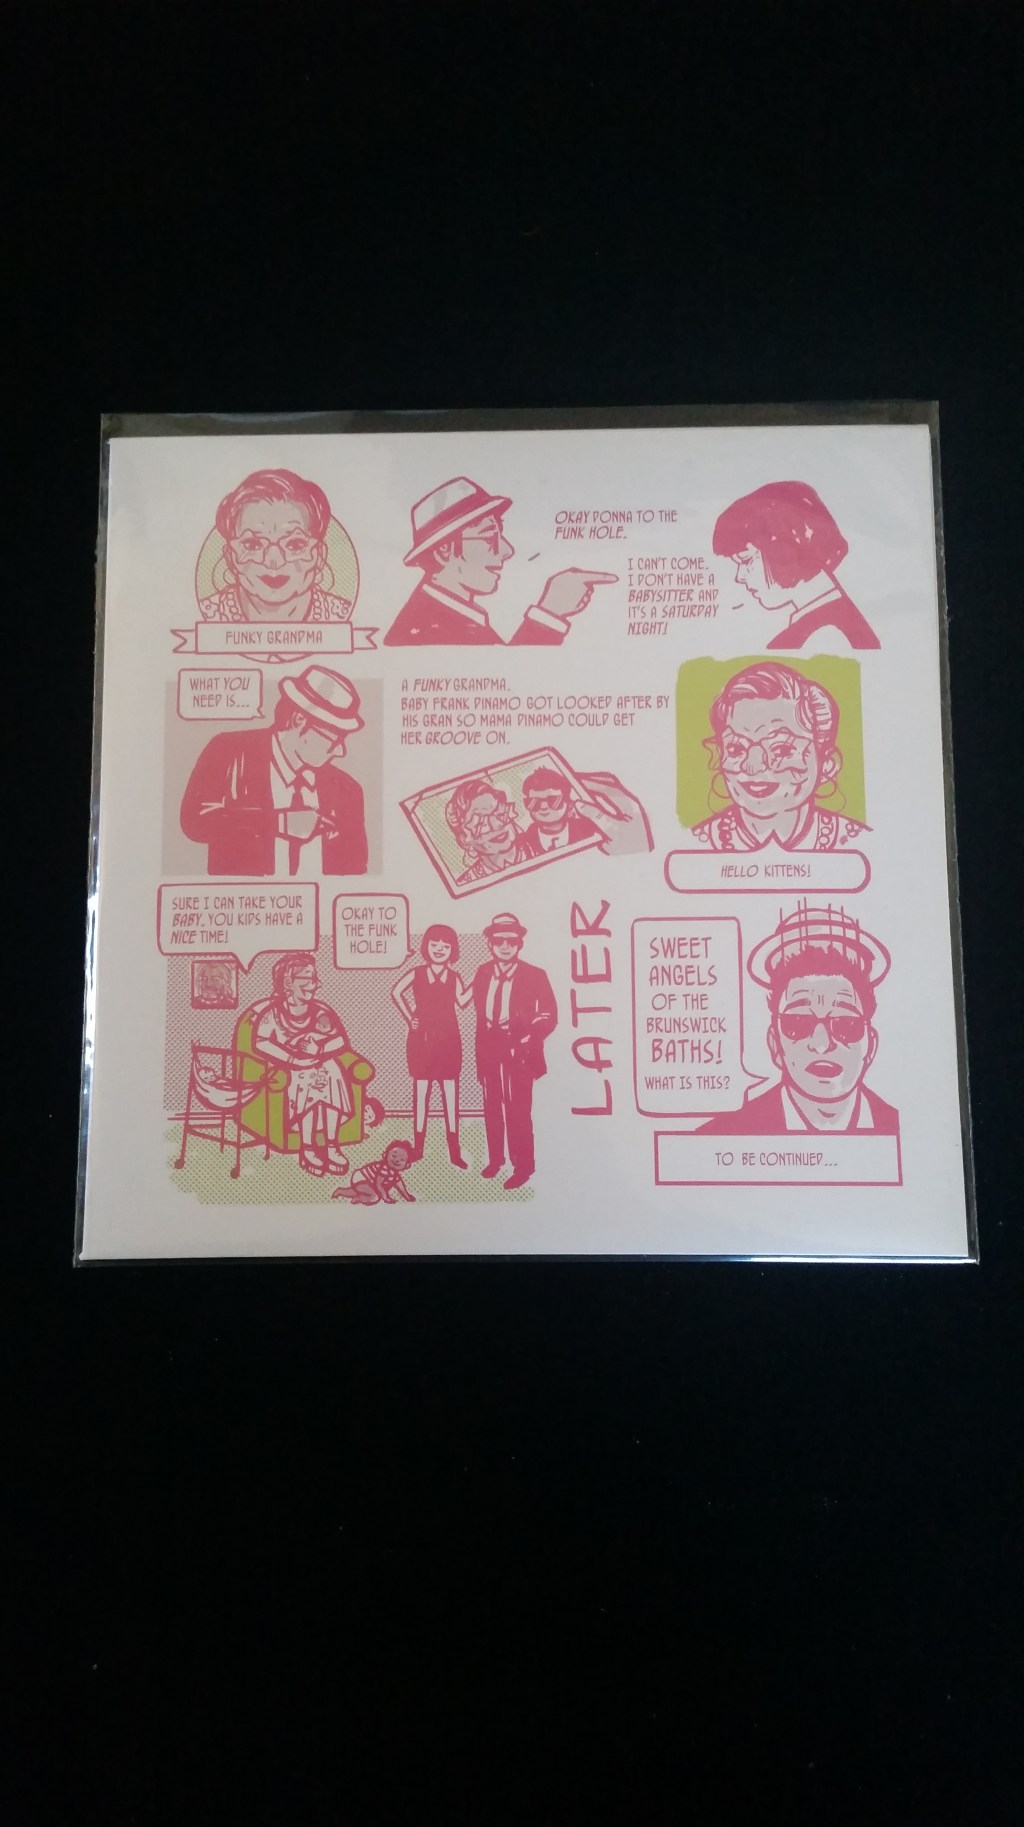 FUNKY GRANDMA
OKAY DONNA TO THE
FUNK HOLE.
I CAN'T COME.
I DON'T HAVE A
BABYSITTER AND
IT'S A SATURDAY
NIGHT!
WHAT YOU
NEED IS...
A FUNKY GRANDMA.
BABY FRANK DINAMO GOT LOOKED AFTER BY
HIS GRAN SO MAMA DINAMO COULD GET
HER GROOVE ON.
HELLO KITTENS!
SURE I CAN TAKE YOUR
BABY. YOU KIDS HAVE A
NICE TIME!
OKAY TO
THE FUNK
HOLE!
LATER
SWEET
ANGELS
OF THE
BRUNSWICK
BATHS!
WHAT IS THIS?
TO BE CONTINUED...